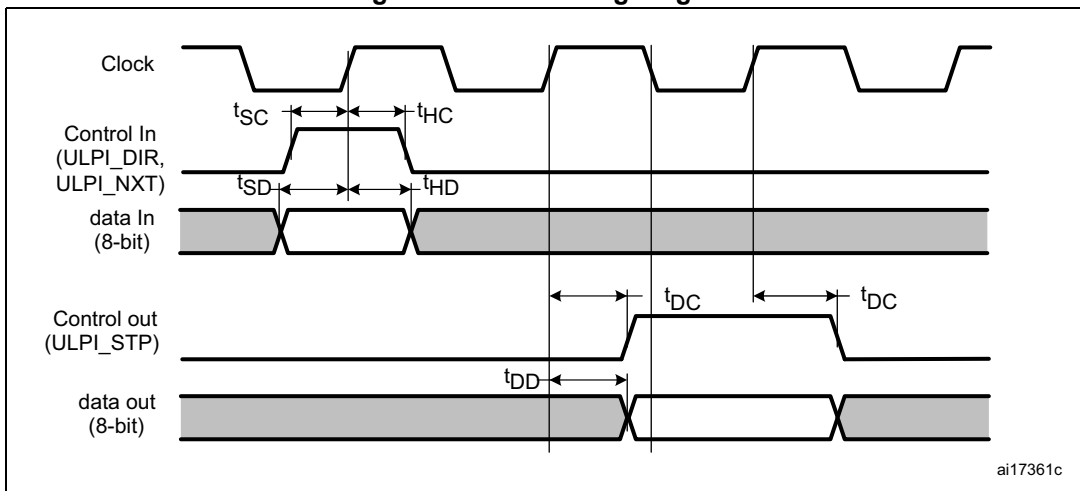 Clock
tSC
tHC
Control In
(ULPI_DIR,
ULPI_NXT)
tSD
tHD
data In
(8-bit)
tDC
tDC
Control out
(ULPI_STP)
tDD
data out
(8-bit)
ai17361c